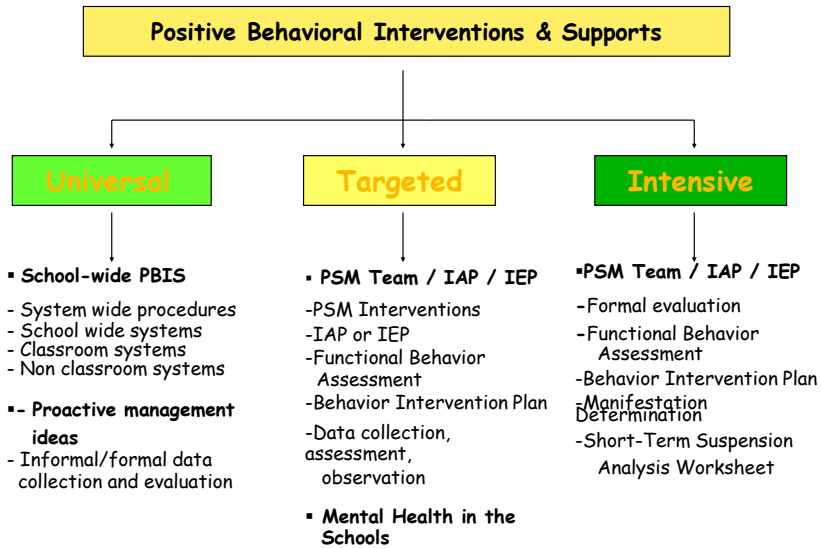 Positive Behavioral Interventions & Supports
Universal
Targeted
Intensive
▪ School-wide PBIS
- System wide procedures
- School wide systems
- Classroom systems
- Non classroom systems
▪- Proactive management
ideas
- Informal/formal data
collection and evaluation
▪ PSM Team / IAP / IEP
-PSM Interventions
-IAP or IEP
-Functional Behavior
Assessment
-Behavior Intervention Plan
-Data collection,
assessment,
observation
▪ Mental Health in the
Schools
▪PSM Team / IAP / IEP
-Formal evaluation
-Functional Behavior
Assessment
-Behavior Intervention Plan
-Manifestation
Determination
-Short-Term Suspension
Analysis Worksheet